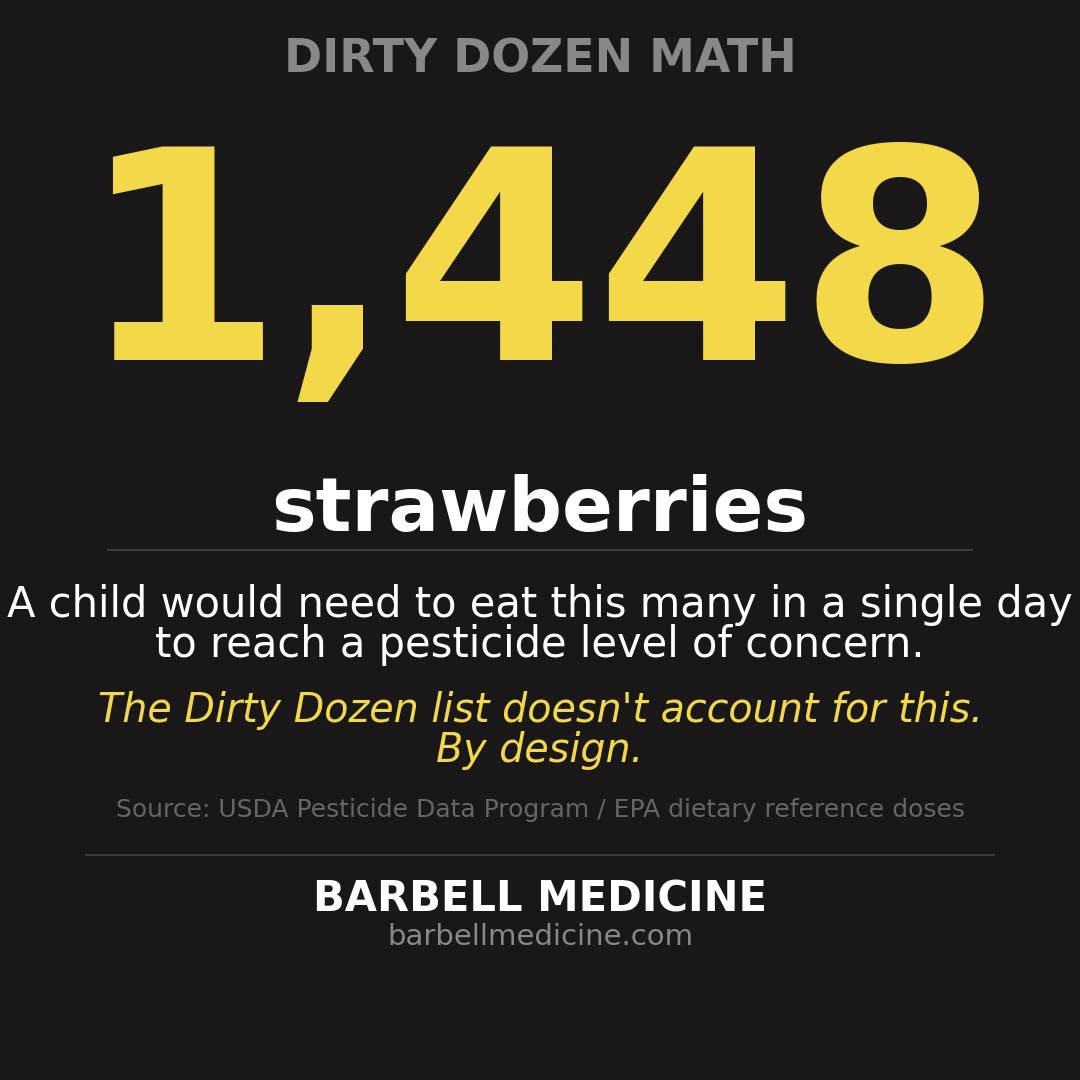 DIRTY DOZEN MATH
1,448
strawberries
A child would need to eat this many in a single day
to reach a pesticide level of concern.
The Dirty Dozen list doesn't account for this.
By design.
Source: USDA Pesticide Data Program / EPA dietary reference doses
BARBELL MEDICINE
barbellmedicine.com